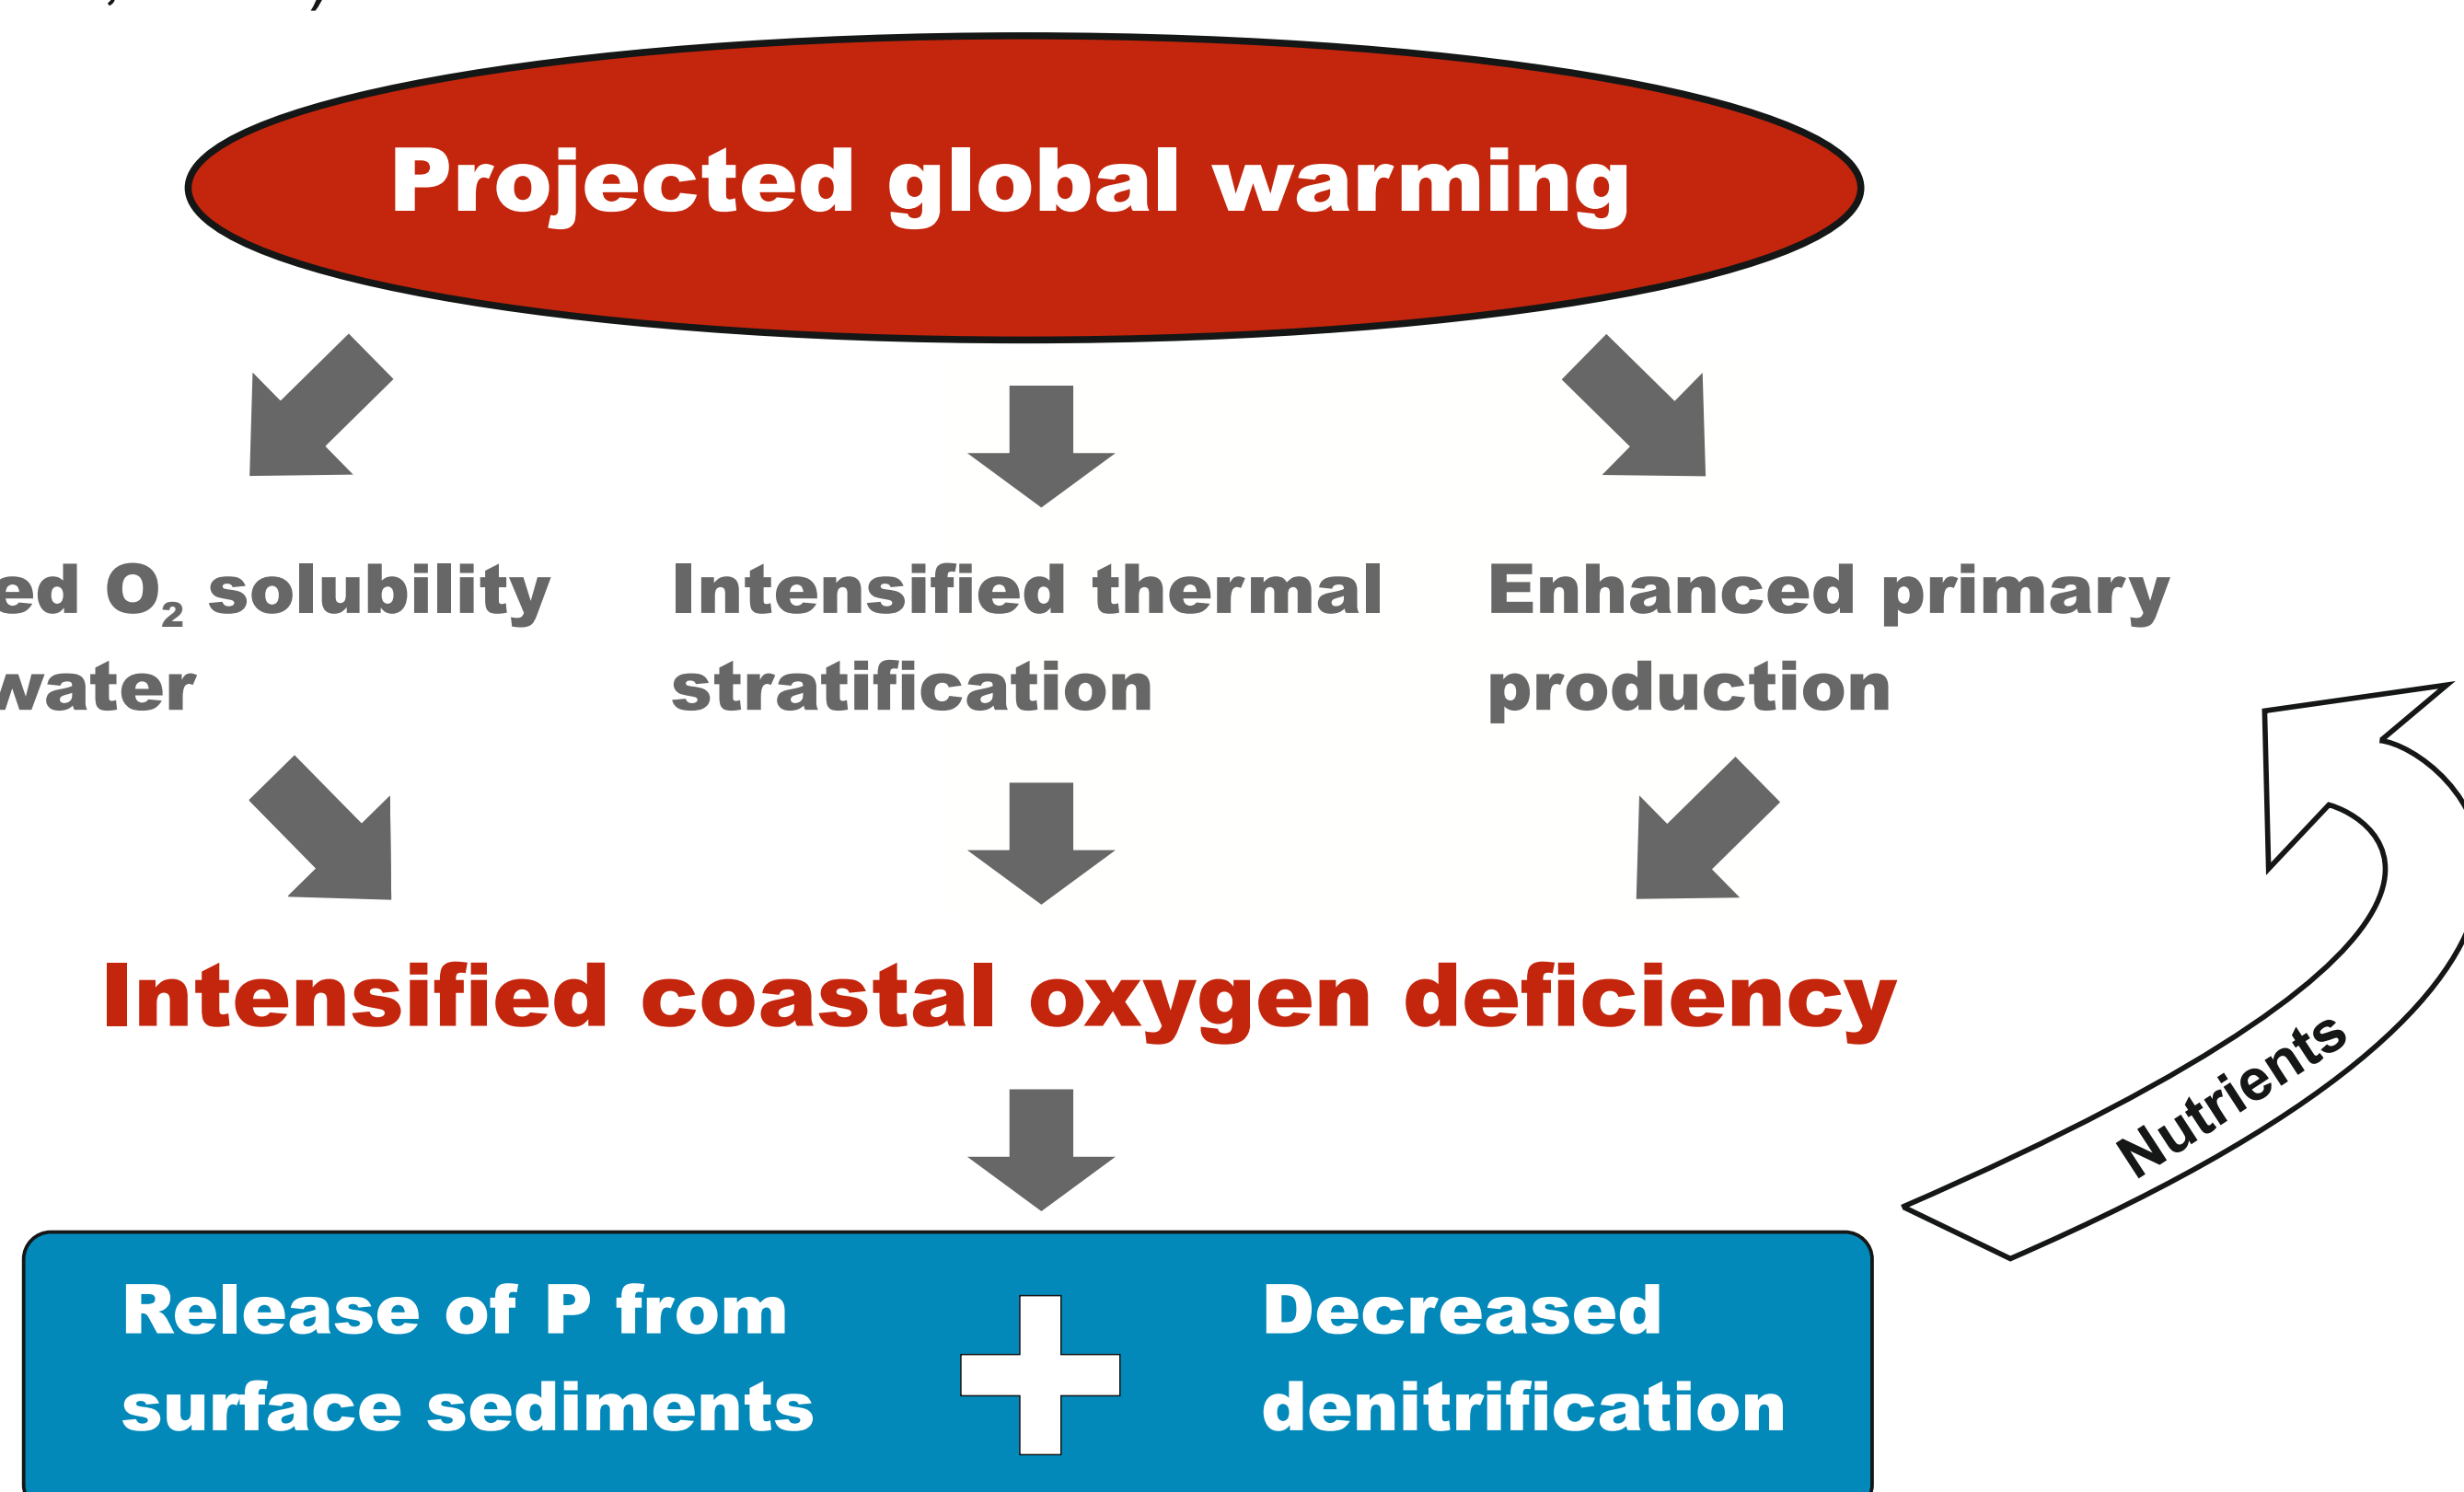 Projected global warming
ed O₂ solubility
water
Intensified thermal
stratification
Enhanced primary
production
Intensified coastal oxygen deficiency
Nutrients
Release of P from
surface sediments
Decreased
denitrification